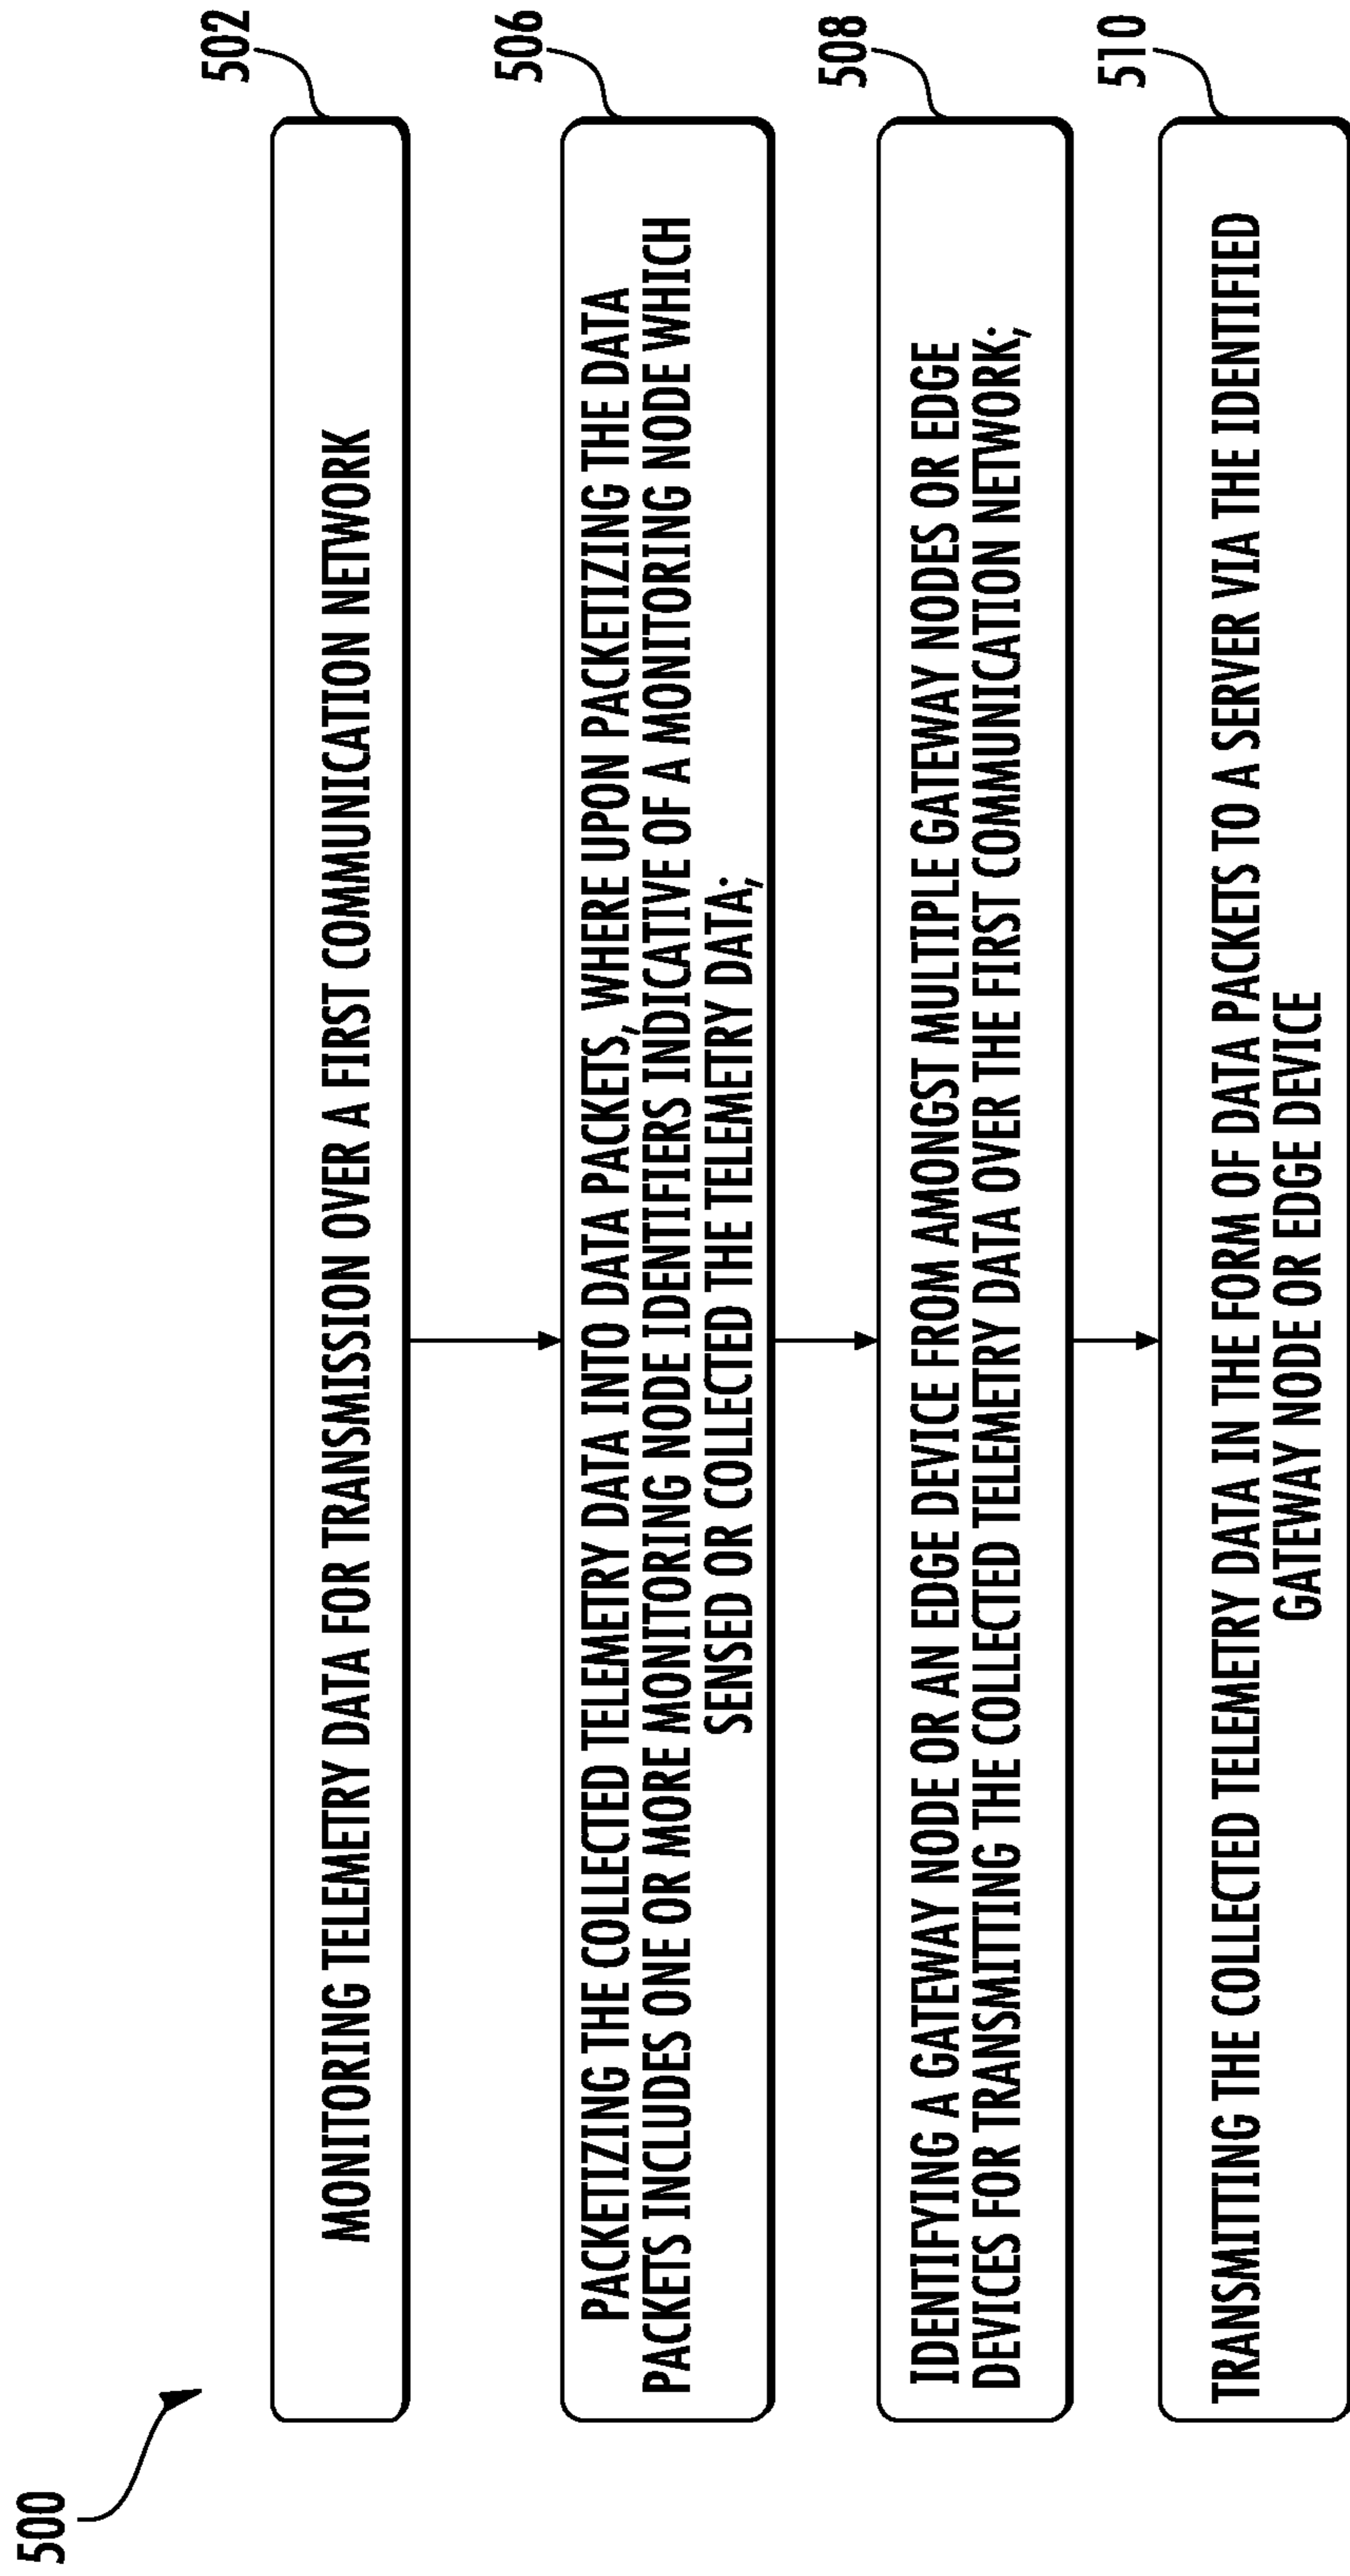 500
502
MONITORING TELEMETRY DATA FOR TRANSMISSION OVER A FIRST COMMUNICATION NETWORK
506
PACKETIZING THE COLLECTED TELEMETRY DATA INTO DATA PACKETS, WHERE UPON PACKETIZING THE DATA
PACKETS INCLUDES ONE OR MORE MONITORING NODE IDENTIFIERS INDICATIVE OF A MONITORING NODE WHICH
SENSED OR COLLECTED THE TELEMETRY DATA;
508
IDENTIFYING A GATEWAY NODE OR AN EDGE DEVICE FROM AMONGST MULTIPLE GATEWAY NODES OR EDGE
DEVICES FOR TRANSMITTING THE COLLECTED TELEMETRY DATA OVER THE FIRST COMMUNICATION NETWORK;
510
TRANSMITTING THE COLLECTED TELEMETRY DATA IN THE FORM OF DATA PACKETS TO A SERVER VIA THE IDENTIFIED
GATEWAY NODE OR EDGE DEVICE